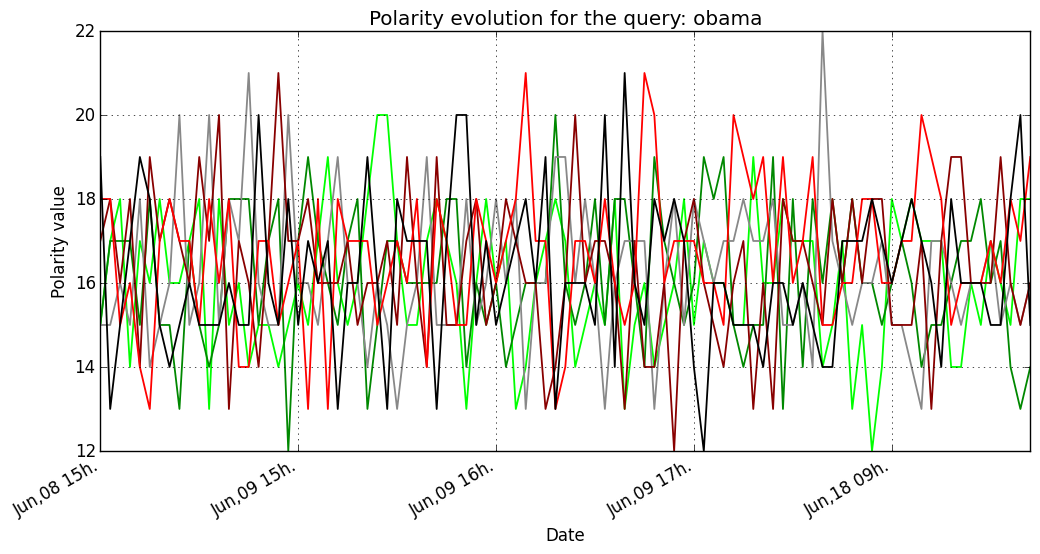 Polarity evolution for the query: obama
22
20
18
16
14
12
Polarity value
Jun,08 15h.
Jun,09 15h.
Jun,09 16h.
Jun,09 17h.
Jun,18 09h.
Date